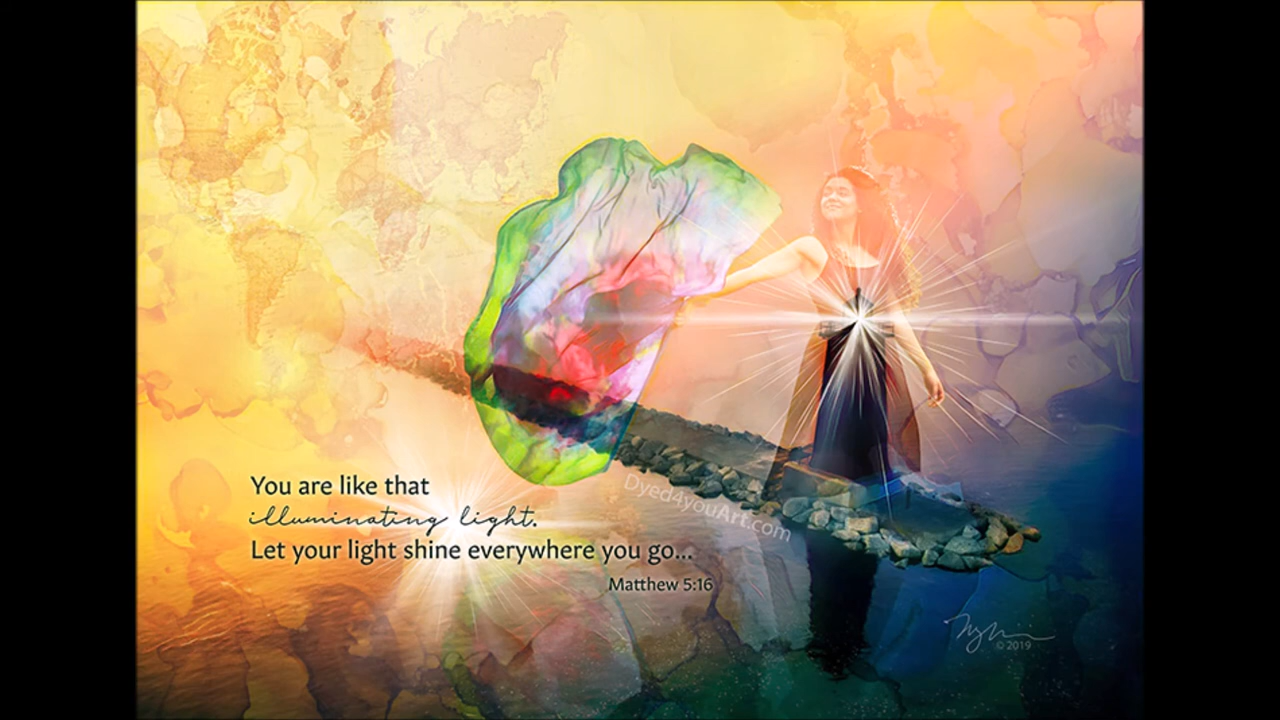 You are like that
illuminating light.
Let your light shine everywhere you go...
Matthew 5:16
Dyed4youArt.com
© 2019